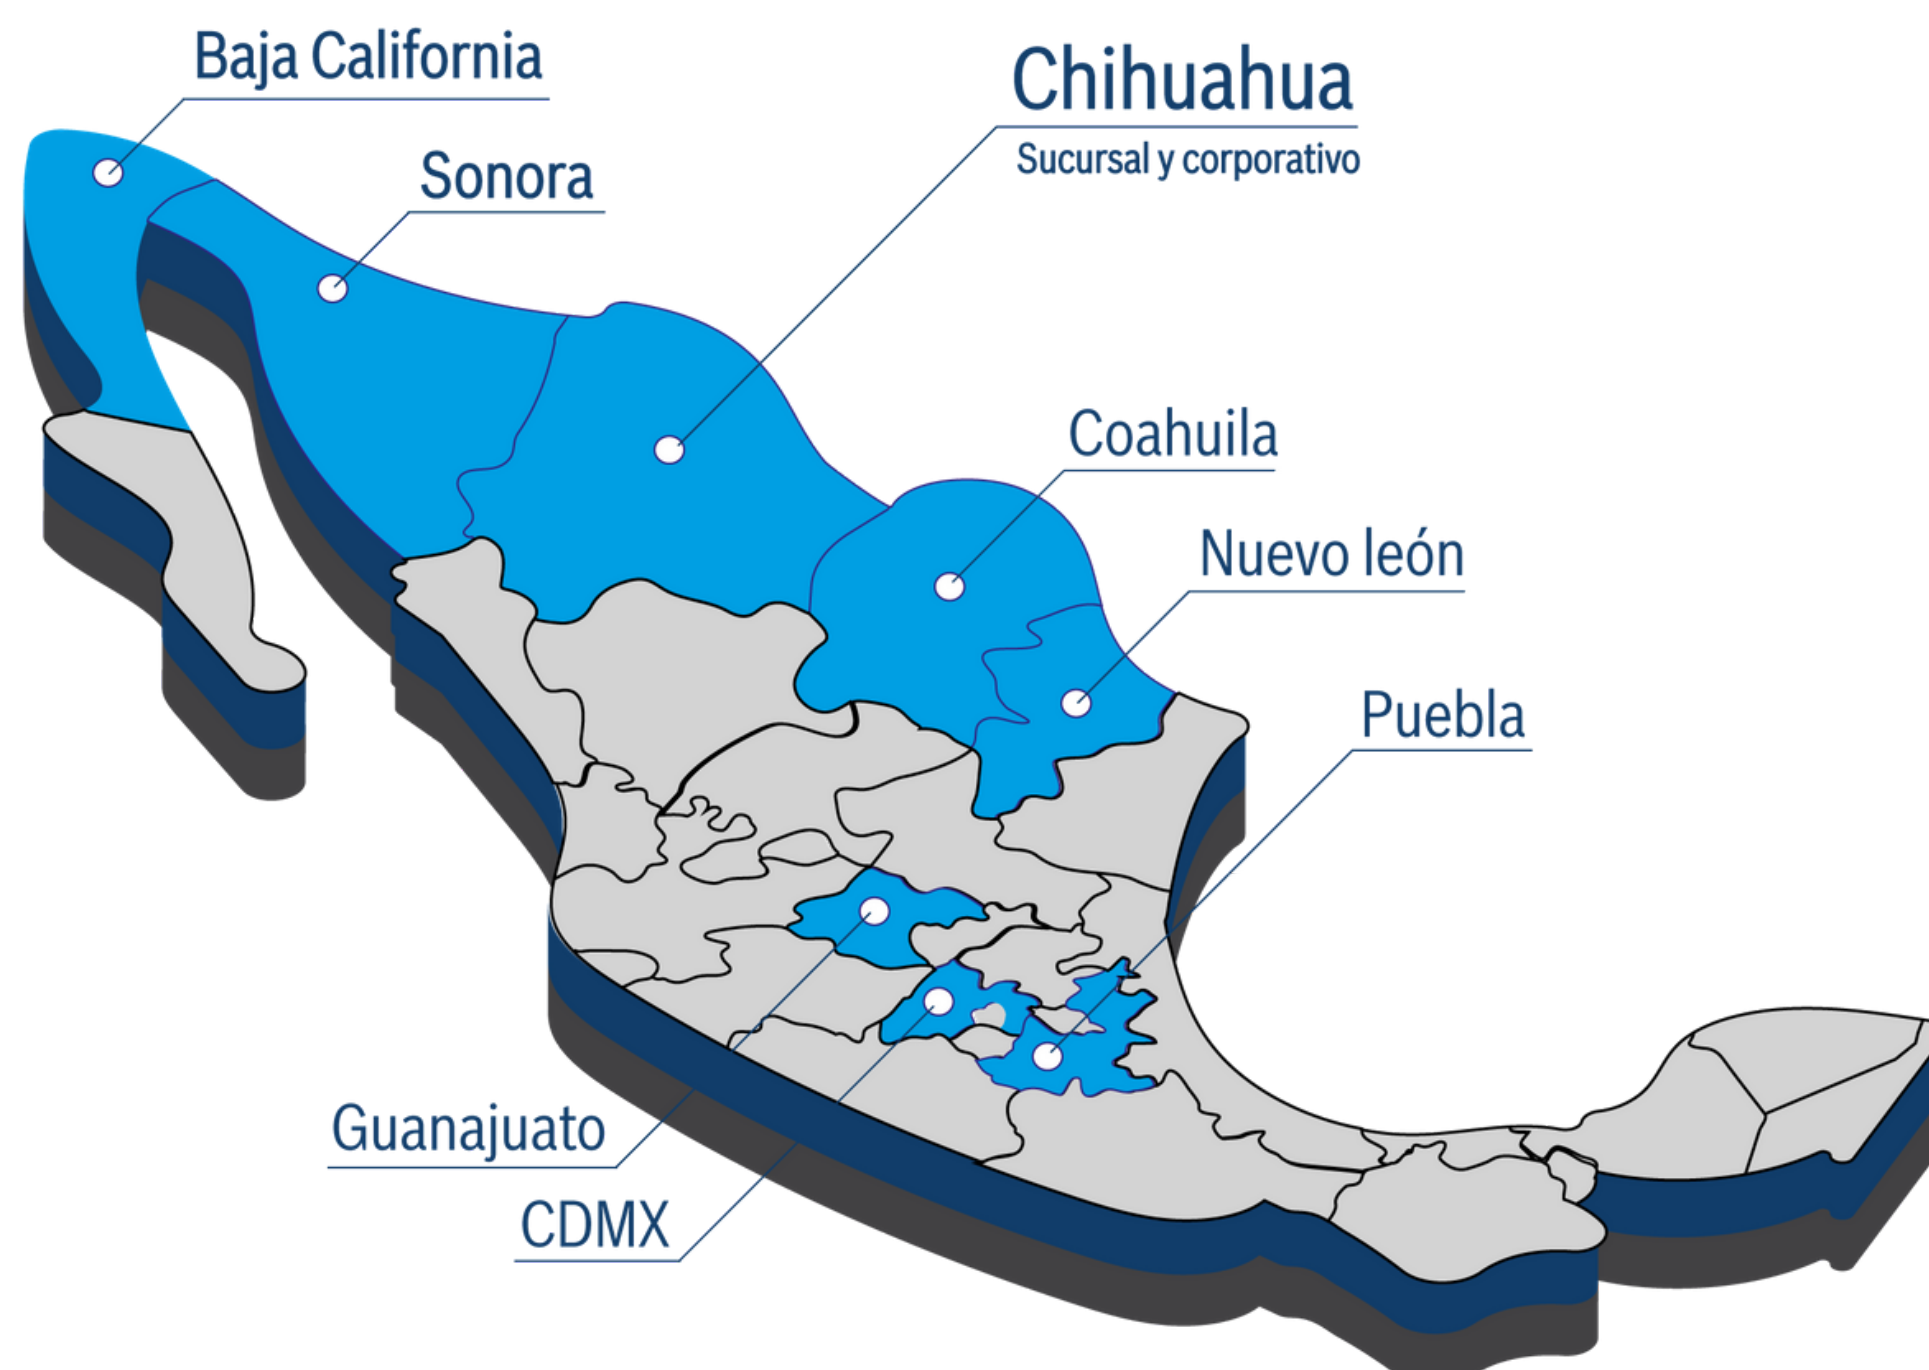 Baja California
Chihuahua
Sucursal y corporativo
Sonora
Coahuila
Nuevo león
Puebla
Guanajuato
CDMX